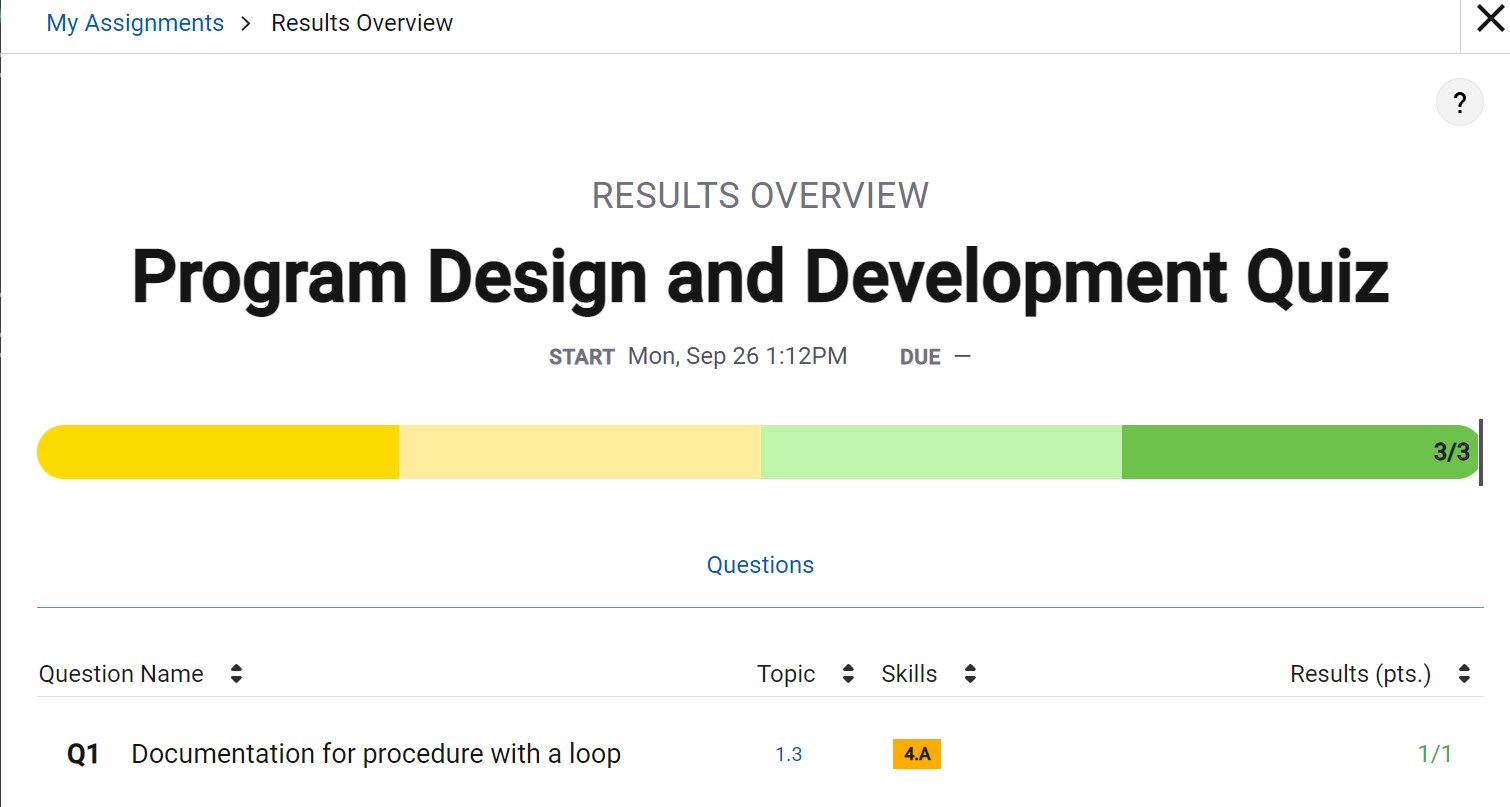 My Assignments > Results Overview
?
RESULTS OVERVIEW
Program Design and Development Quiz
START Mon, Sep 26 1:12PM DUE —
3/3
Questions
Question Name Topic Skills Results (pts.)
Q1 Documentation for procedure with a loop 1.3 4.A 1/1